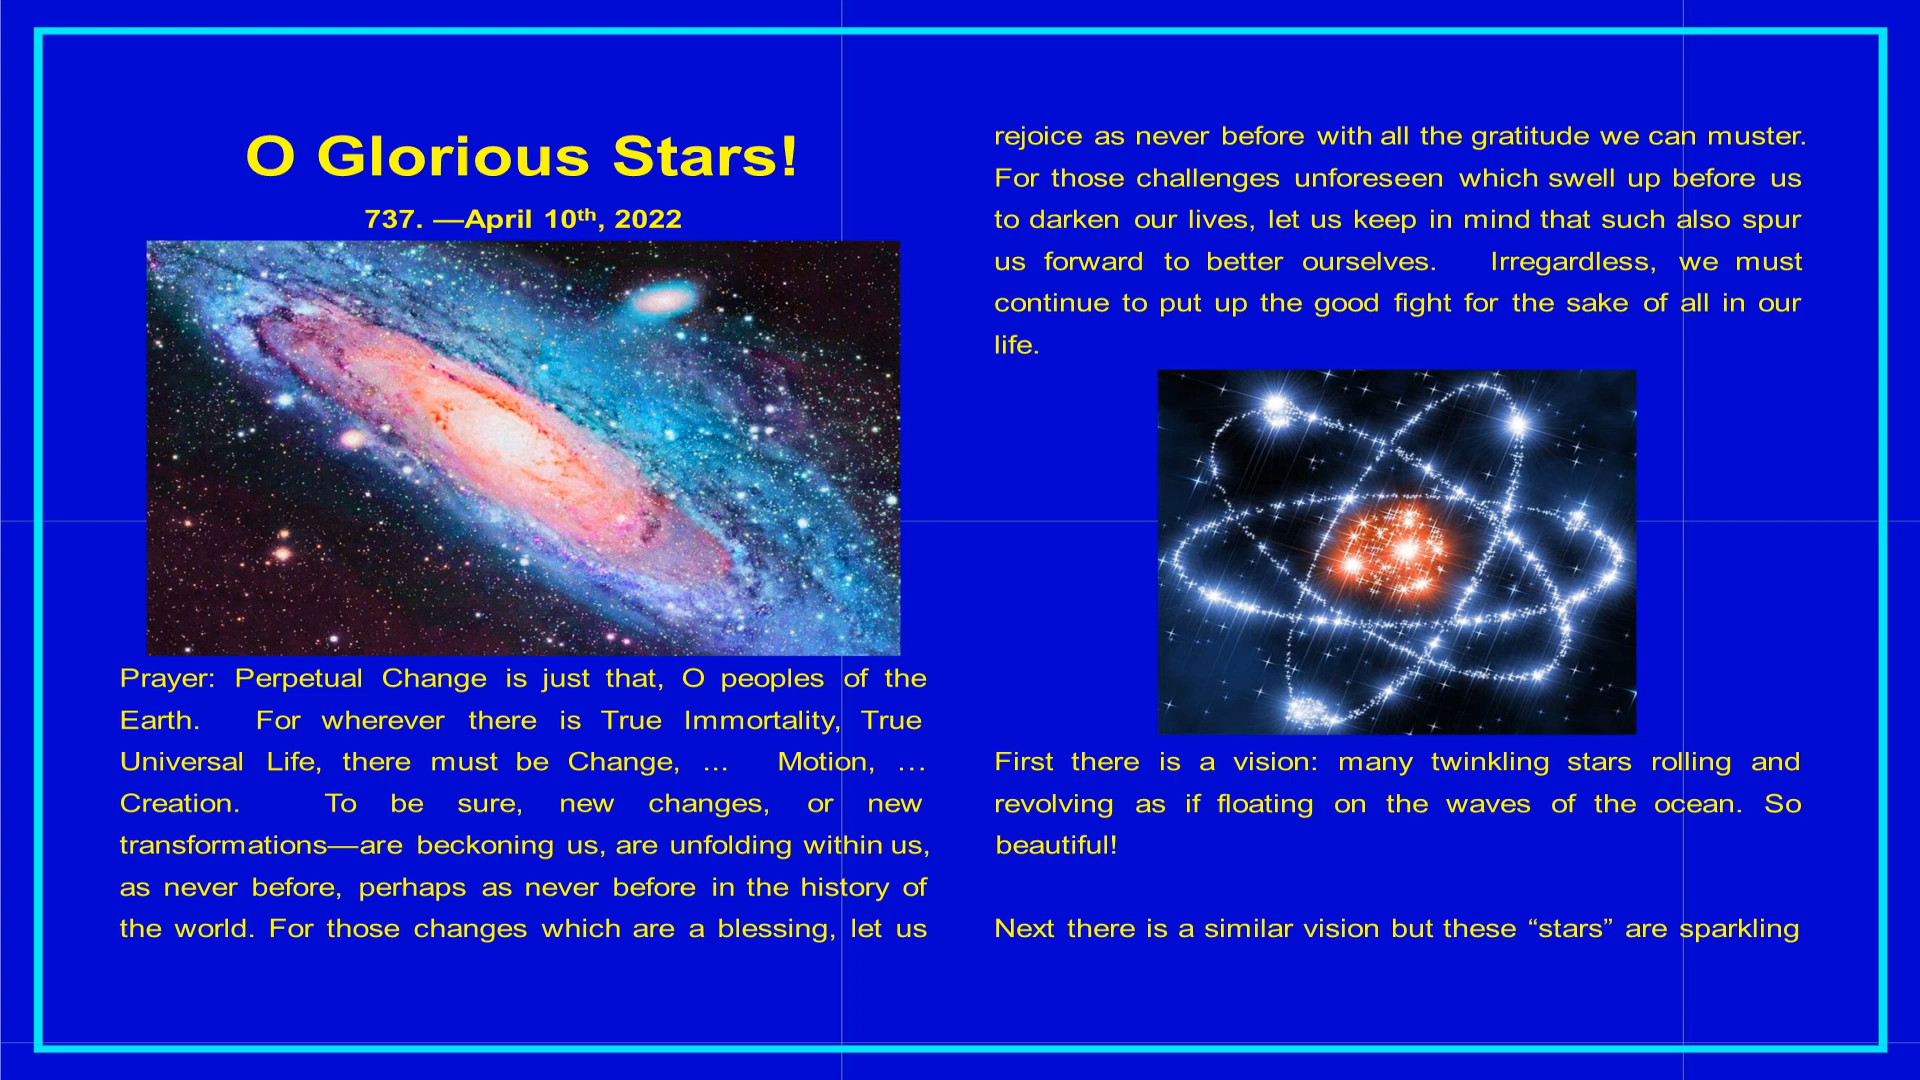 O Glorious Stars!
737. —April 10th, 2022
Prayer: Perpetual Change is just that, O peoples of the
Earth. For wherever there is True Immortality, True
Universal Life, there must be Change, ... Motion, ...
Creation. To be sure, new changes, or new
transformations—are beckoning us, are unfolding within us,
as never before, perhaps as never before in the history of
the world. For those changes which are a blessing, let us
rejoice as never before with all the gratitude we can muster.
For those challenges unforeseen which swell up before us
to darken our lives, let us keep in mind that such also spur
us forward to better ourselves. Irregardless, we must
continue to put up the good fight for the sake of all in our
life.
First there is a vision: many twinkling stars rolling and
revolving as if floating on the waves of the ocean. So
beautiful!
Next there is a similar vision but these “stars” are sparkling